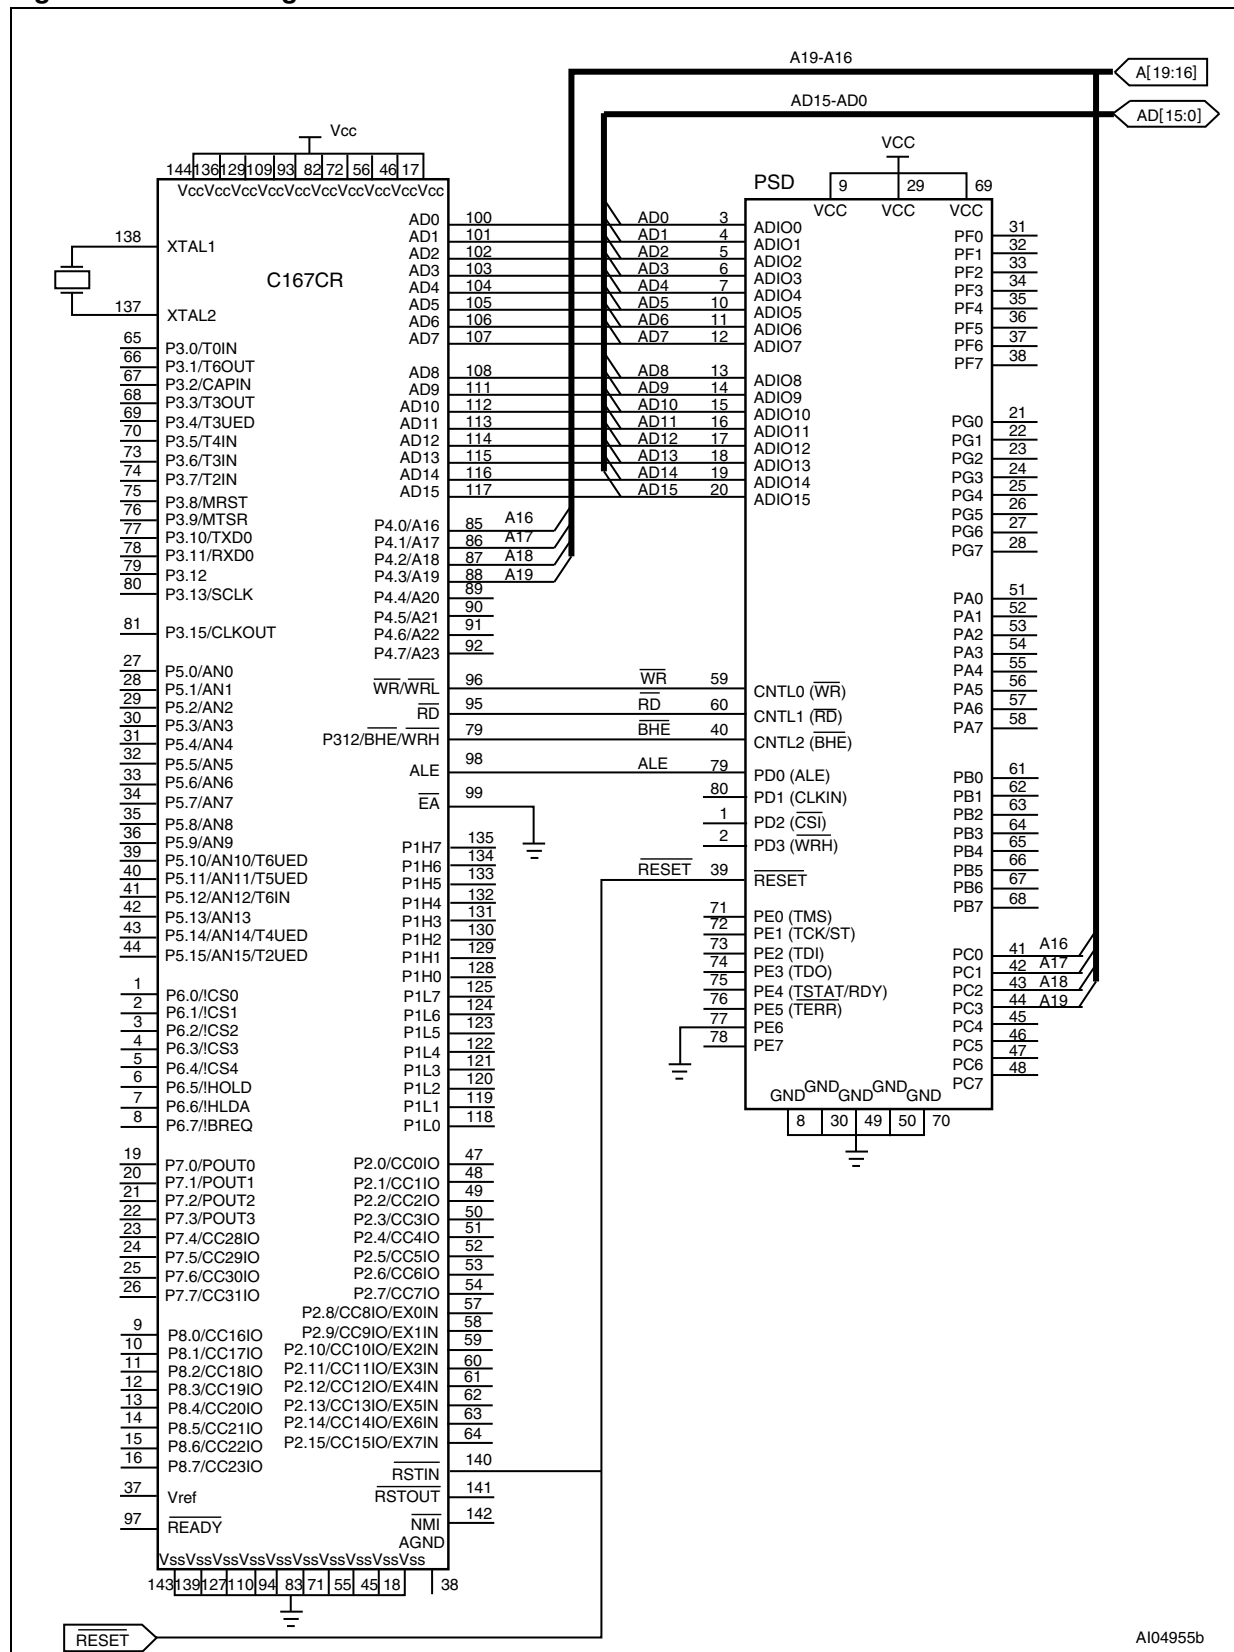 A19-A16
A[19:16]
AD15-AD0
AD[15:0]
Vcc
144 136 129 109 93 82 72 56 46 17
Vcc Vcc Vcc Vcc Vcc Vcc Vcc Vcc Vcc Vcc
C167CR
138 XTAL1
137 XTAL2
65 P3.0/T0IN
66 P3.1/T6OUT
67 P3.2/CAPIN
68 P3.3/T3OUT
69 P3.4/T3UED
70 P3.5/T4IN
73 P3.6/T3IN
74 P3.7/T2IN
75 P3.8/MRST
76 P3.9/MTSR
77 P3.10/TXD0
78 P3.11/RXD0
79 P3.12
80 P3.13/SCLK
81 P3.15/CLKOUT
27 P5.0/AN0
28 P5.1/AN1
29 P5.2/AN2
30 P5.3/AN3
31 P5.4/AN4
32 P5.5/AN5
33 P5.6/AN6
34 P5.7/AN7
35 P5.8/AN8
36 P5.9/AN9
39 P5.10/AN10/T6UED
40 P5.11/AN11/T5UED
41 P5.12/AN12/T6IN
42 P5.13/AN13
43 P5.14/AN14/T4UED
44 P5.15/AN15/T2UED
1 P6.0/!CS0
2 P6.1/!CS1
3 P6.2/!CS2
4 P6.3/!CS3
5 P6.4/!CS4
6 P6.5/!HOLD
7 P6.6/!HLDA
8 P6.7/!BREQ
19 P7.0/POUT0
20 P7.1/POUT1
21 P7.2/POUT2
22 P7.3/POUT3
23 P7.4/CC28IO
24 P7.5/CC29IO
25 P7.6/CC30IO
26 P7.7/CC31IO
9 P8.0/CC16IO
10 P8.1/CC17IO
11 P8.2/CC18IO
12 P8.3/CC19IO
13 P8.4/CC20IO
14 P8.5/CC21IO
15 P8.6/CC22IO
16 P8.7/CC23IO
37 Vref
97 READY
AD0 100
AD1 101
AD2 102
AD3 103
AD4 104
AD5 105
AD6 106
AD7 107
AD8 108
AD9 111
AD10 112
AD11 113
AD12 114
AD13 115
AD14 116
AD15 117
P4.0/A16 85 A16
P4.1/A17 86 A17
P4.2/A18 87 A18
P4.3/A19 88 A19
P4.4/A20 89
P4.5/A21 90
P4.6/A22 91
P4.7/A23 92
WR/WRL 96
RD 95
P312/BHE/WRH 79
ALE 98
EA 99
P1H7 135
P1H6 134
P1H5 133
P1H4 132
P1H3 131
P1H2 130
P1H1 129
P1H0 128
P1L7 125
P1L6 124
P1L5 123
P1L4 122
P1L3 121
P1L2 120
P1L1 119
P1L0 118
P2.0/CC0IO 47
P2.1/CC1IO 48
P2.2/CC2IO 49
P2.3/CC3IO 50
P2.4/CC4IO 51
P2.5/CC5IO 52
P2.6/CC6IO 53
P2.7/CC7IO 54
P2.8/CC8IO/EX0IN 57
P2.9/CC9IO/EX1IN 58
P2.10/CC10IO/EX2IN 59
P2.11/CC11IO/EX3IN 60
P2.12/CC12IO/EX4IN 61
P2.13/CC13IO/EX5IN 62
P2.14/CC14IO/EX6IN 63
P2.15/CC15IO/EX7IN 64
RSTIN 140
RSTOUT 141
NMI 142
AGND
Vss Vss Vss Vss Vss Vss Vss Vss Vss Vss
143 139 127 110 94 83 71 55 45 18 38
RESET
VCC
PSD 9 29 69
VCC VCC VCC
AD0 3 ADIO0
AD1 4 ADIO1
AD2 5 ADIO2
AD3 6 ADIO3
AD4 7 ADIO4
AD5 10 ADIO5
AD6 11 ADIO6
AD7 12 ADIO7
AD8 13 ADIO8
AD9 14 ADIO9
AD10 15 ADIO10
AD11 16 ADIO11
AD12 17 ADIO12
AD13 18 ADIO13
AD14 19 ADIO14
AD15 20 ADIO15
WR 59 CNTL0 (WR)
RD 60 CNTL1 (RD)
BHE 40 CNTL2 (BHE)
ALE 79 PD0 (ALE)
80 PD1 (CLKIN)
1 PD2 (CSI)
2 PD3 (WRH)
RESET 39 RESET
71 PE0 (TMS)
72 PE1 (TCK/ST)
73 PE2 (TDI)
74 PE3 (TDO)
75 PE4 (TSTAT/RDY)
76 PE5 (TERR)
77 PE6
78 PE7
PF0 31
PF1 32
PF2 33
PF3 34
PF4 35
PF5 36
PF6 37
PF7 38
PG0 21
PG1 22
PG2 23
PG3 24
PG4 25
PG5 26
PG6 27
PG7 28
PA0 51
PA1 52
PA2 53
PA3 54
PA4 55
PA5 56
PA6 57
PA7 58
PB0 61
PB1 62
PB2 63
PB3 64
PB4 65
PB5 66
PB6 67
PB7 68
PC0 41 A16
PC1 42 A17
PC2 43 A18
PC3 44 A19
PC4 45
PC5 46
PC6 47
PC7 48
GND GND GND GND GND
8 30 49 50 70
AI04955b